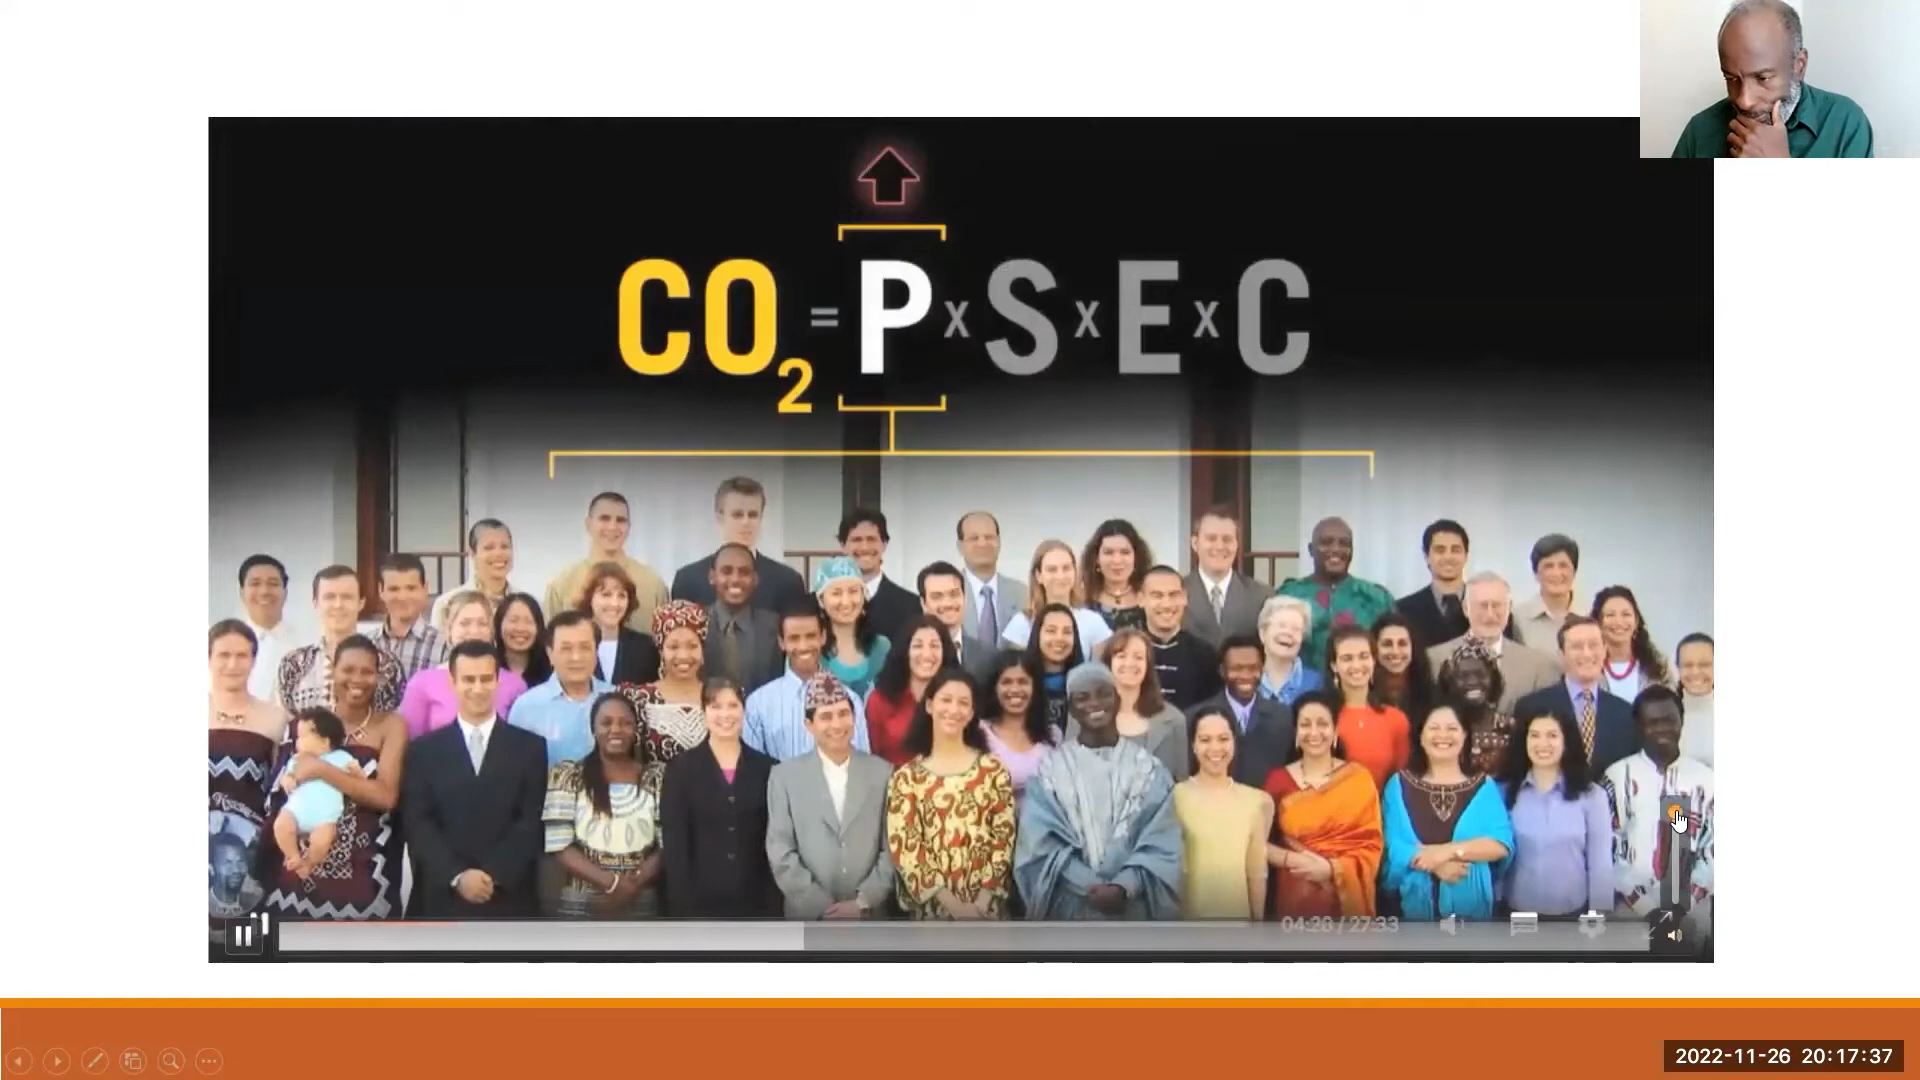 CO2 = P x S x E x C
04:28 / 27:33
2022-11-26 20:17:37